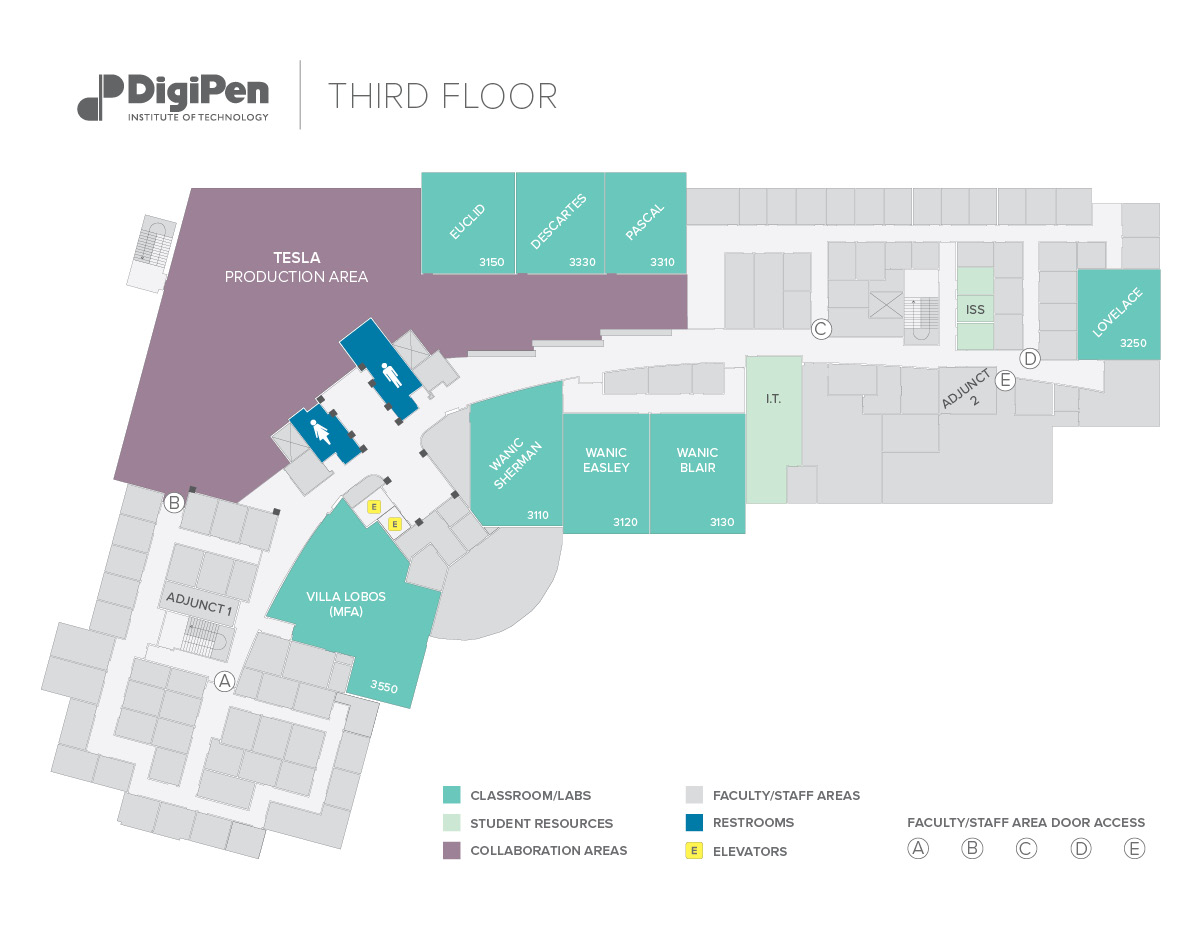 DigiPen
INSTITUTE OF TECHNOLOGY
THIRD FLOOR
EUCLID
3150
DESCARTES
3330
PASCAL
3310
TESLA
PRODUCTION AREA
C
ISS
LOVELACE
3250
D
E
ADJUNCT
2
I.T.
WANIC
SHERMAN
3110
WANIC
EASLEY
3120
WANIC
BLAIR
3130
B
E
E
ADJUNCT 1
VILLA LOBOS
(MFA)
3550
A
CLASSROOM/LABS
STUDENT RESOURCES
COLLABORATION AREAS
FACULTY/STAFF AREAS
RESTROOMS
E
ELEVATORS
FACULTY/STAFF AREA DOOR ACCESS
A B C D E